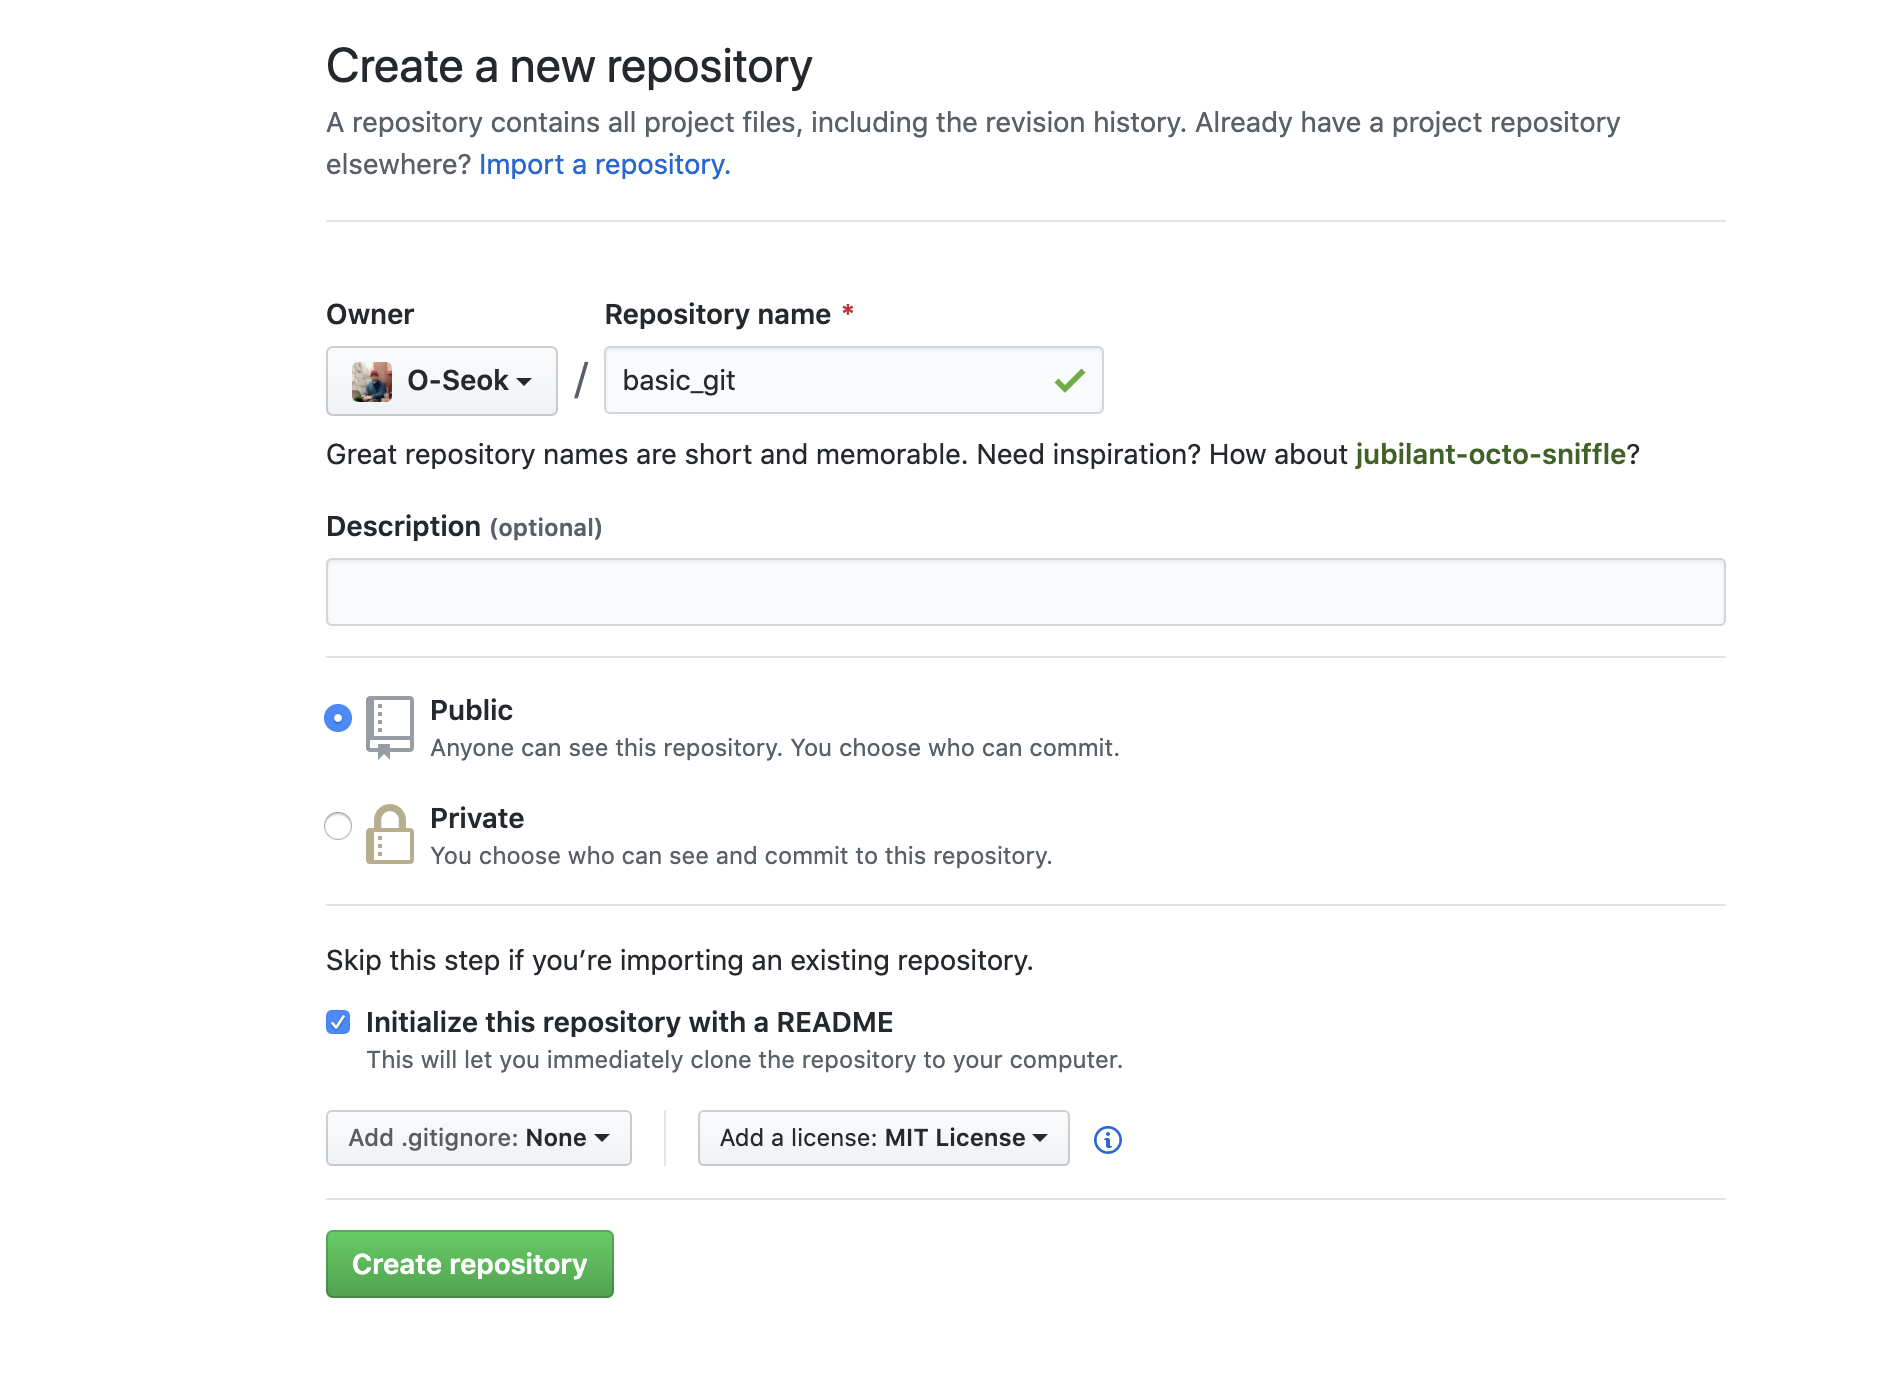 Create a new repository
A repository contains all project files, including the revision history. Already have a project repository
elsewhere? Import a repository.
Owner
Repository name *
O-Seok
/
basic_git
Great repository names are short and memorable. Need inspiration? How about jubilant-octo-sniffle?
Description (optional)
Public
Anyone can see this repository. You choose who can commit.
Private
You choose who can see and commit to this repository.
Skip this step if you’re importing an existing repository.
Initialize this repository with a README
This will let you immediately clone the repository to your computer.
Add .gitignore: None
Add a license: MIT License
Create repository